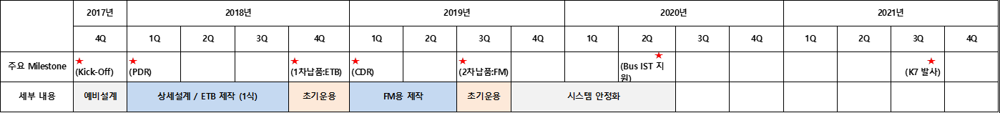 2017년 2018년 2019년 2020년 2021년
4Q 1Q 2Q 3Q 4Q 1Q 2Q 3Q 4Q 1Q 2Q 3Q 4Q 1Q 2Q 3Q 4Q
주요 Milestone ★ (Kick-Off) ★ (PDR) ★ (1차납품:ETB) ★ (CDR) ★ (2차납품:FM) ★ (Bus IST 지
원) ★ (K7 발사)
세부 내용 예비설계 상세설계 / ETB 제작 (1식) 초기운용 FM용 제작 초기운용 시스템 안정화